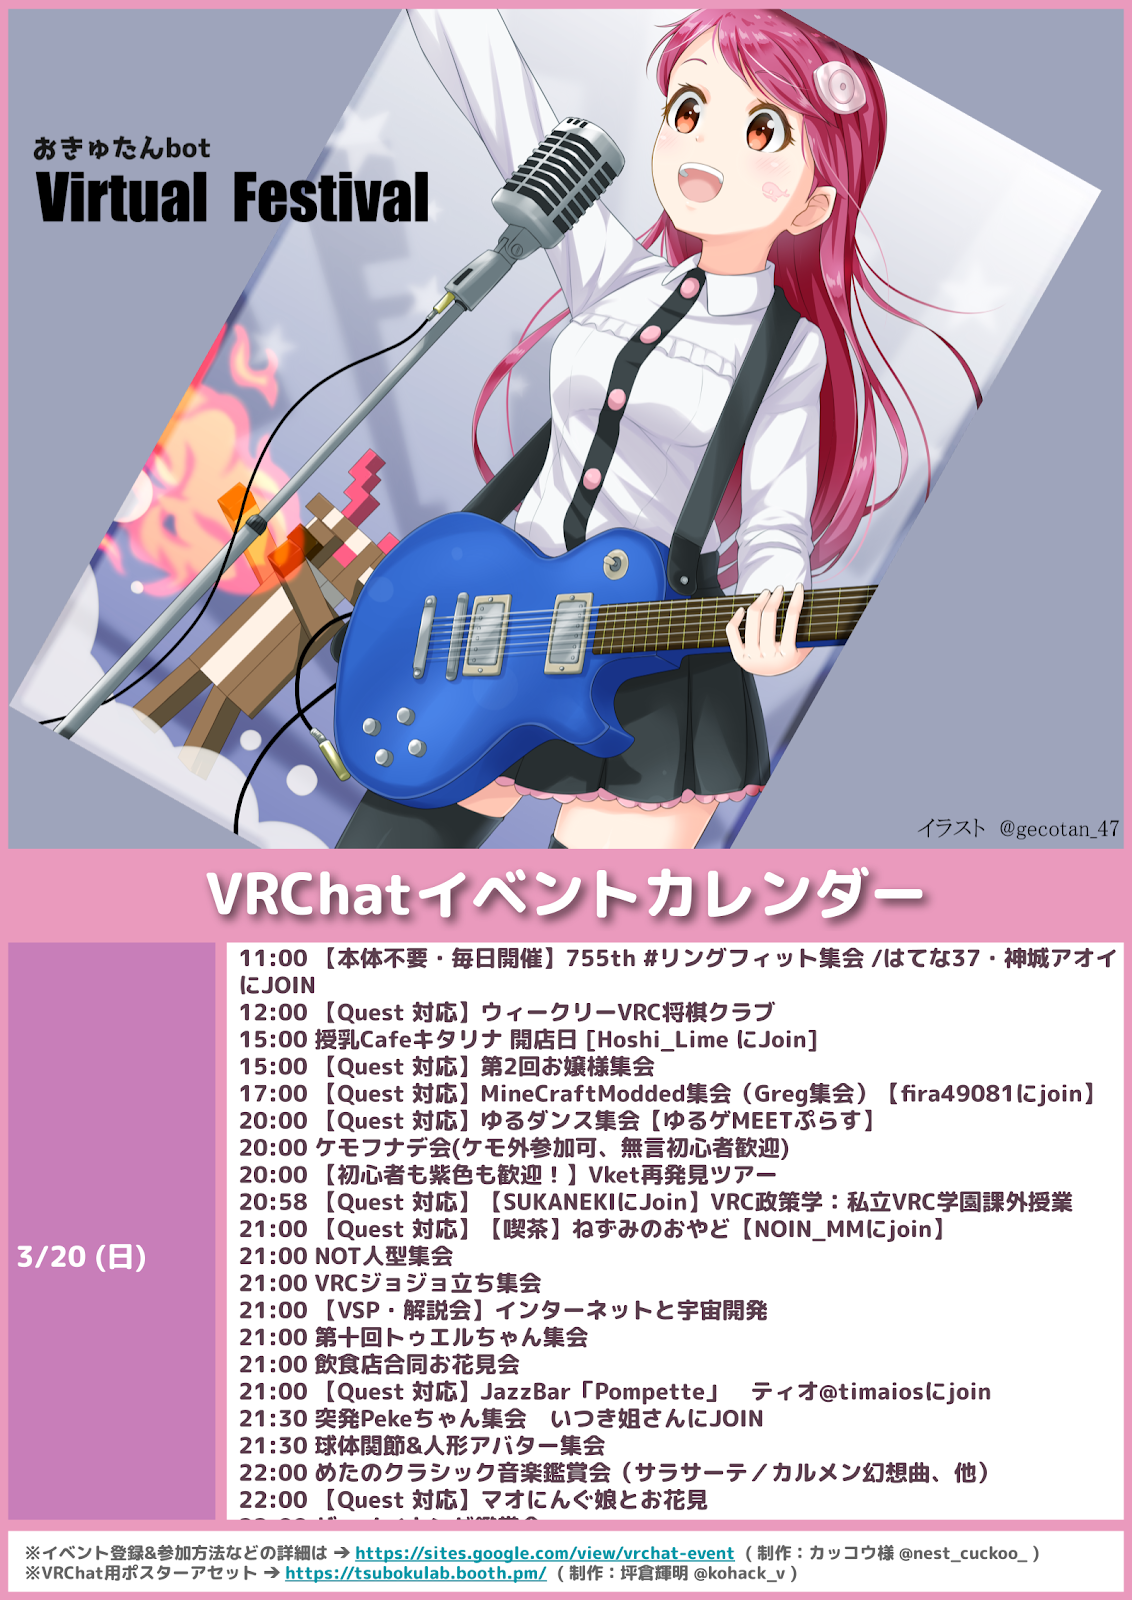 おきゅたんbot
Virtual Festival
イラスト @gecotan_47
VRChatイベントカレンダー
3/20 (日)
11:00 【本体不要・毎日開催】755th #リングフィット集会 /はてな37・神城アオイ
にJOIN
12:00 【Quest 対応】ウィークリーVRC将棋クラブ
15:00 授乳Cafeキタリナ 開店日 [Hoshi_Lime にJoin]
15:00 【Quest 対応】第2回お嬢様集会
17:00 【Quest 対応】MineCraftModded集会（Greg集会）【fira49081にjoin】
20:00 【Quest 対応】ゆるダンス集会【ゆるゲMEETぷらす】
20:00 ケモフナデ会(ケモ外参加可、無言初心者歓迎)
20:00 【初心者も紫色も歓迎！】Vket再発見ツアー
20:58 【Quest 対応】【SUKANEKIにJoin】VRC政策学：私立VRC学園課外授業
21:00 【Quest 対応】【喫茶】ねずみのおやど【NOIN_MMにjoin】
21:00 NOT人型集会
21:00 VRCジョジョ立ち集会
21:00 【VSP・解説会】インターネットと宇宙開発
21:00 第十回トゥエルちゃん集会
21:00 飲食店合同お花見会
21:00 【Quest 対応】JazzBar「Pompette」　ティオ@timaiosにjoin
21:30 突発Pekeちゃん集会　いつき姐さんにJOIN
21:30 球体関節&人形アバター集会
22:00 めたのクラシック音楽鑑賞会（サラサーテ／カルメン幻想曲、他）
22:00 【Quest 対応】マオにんぐ娘とお花見
※イベント登録&参加方法などの詳細は ➔ https://sites.google.com/view/vrchat-event （ 制作：カッコウ様 @nest_cuckoo_ ）
※VRChat用ポスターアセット ➔ https://tsubokulab.booth.pm/ （ 制作：坪倉輝明 @kohack_v ）